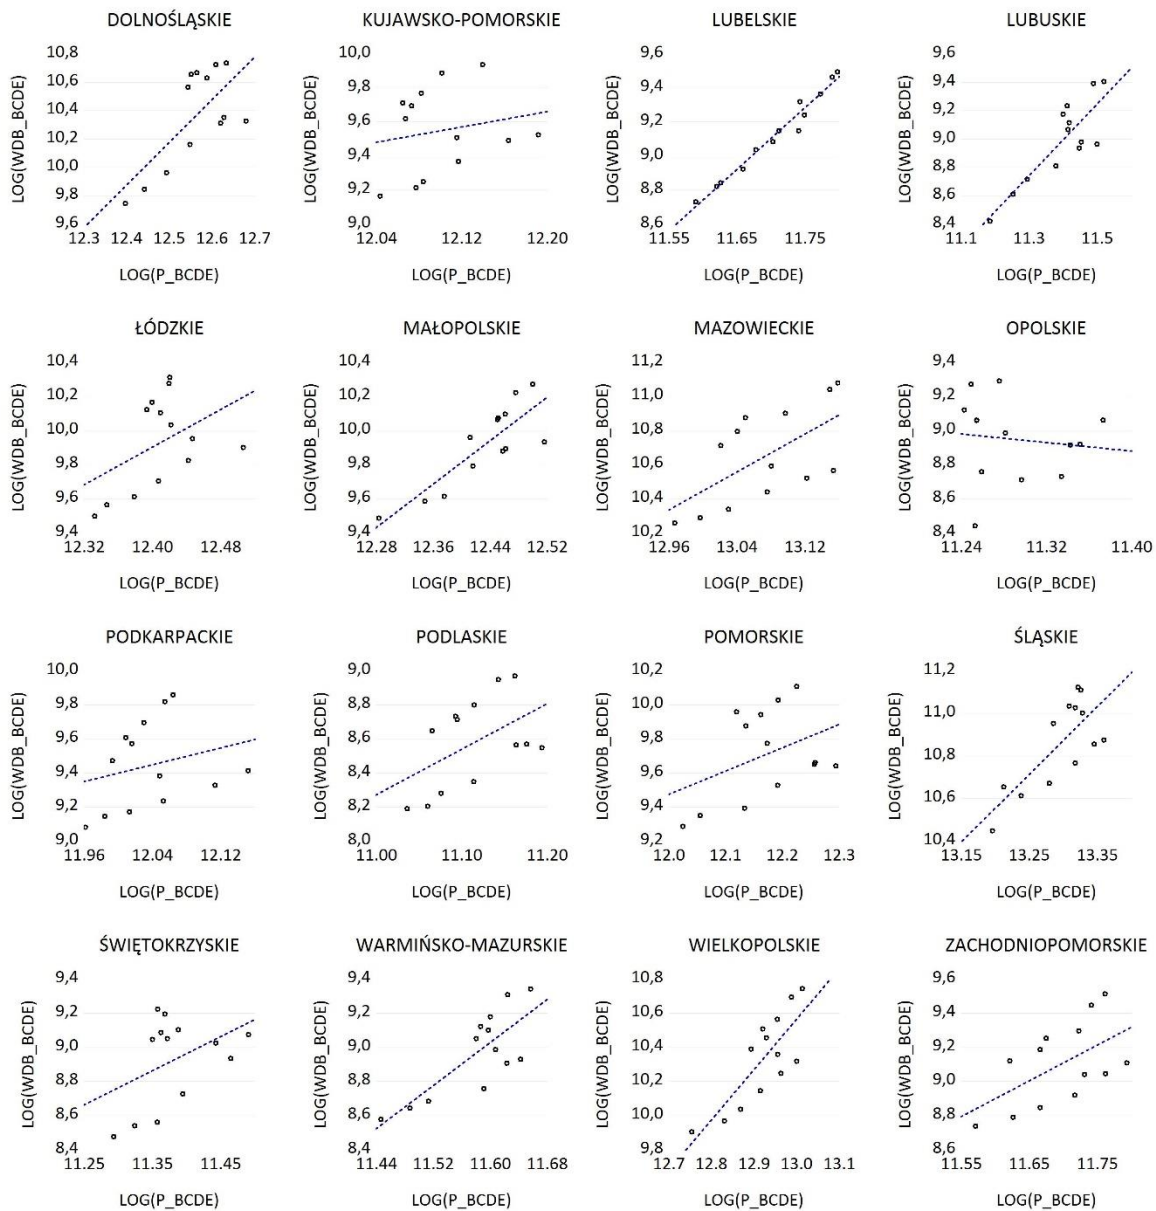 DOLNOŚLĄSKIE
LOG(WDB_BCDE)
10,8
10,6
10,4
10,2
10,0
9,8
9,6
12.3 12.4 12.5 12.6 12.7
LOG(P_BCDE)
KUJAWSKO-POMORSKIE
LOG(WDB_BCDE)
10,0
9,8
9,6
9,4
9,2
9,0
12.04 12.12 12.20
LOG(P_BCDE)
LUBELSKIE
LOG(WDB_BCDE)
9,6
9,4
9,2
9,0
8,8
8,6
11.55 11.65 11.75
LOG(P_BCDE)
LUBUSKIE
LOG(WDB_BCDE)
9,6
9,4
9,2
9,0
8,8
8,6
8,4
11.1 11.3 11.5
LOG(P_BCDE)
ŁÓDZKIE
LOG(WDB_BCDE)
10,4
10,2
10,0
9,8
9,6
9,4
12.32 12.40 12.48
LOG(P_BCDE)
MAŁOPOLSKIE
LOG(WDB_BCDE)
10,4
10,2
10,0
9,8
9,6
9,4
12.28 12.36 12.44 12.52
LOG(P_BCDE)
MAZOWIECKIE
LOG(WDB_BCDE)
11,2
11,0
10,8
10,6
10,4
10,2
12.96 13.04 13.12
LOG(P_BCDE)
OPOLSKIE
LOG(WDB_BCDE)
9,4
9,2
9,0
8,8
8,6
8,4
11.24 11.32 11.40
LOG(P_BCDE)
PODKARPACKIE
LOG(WDB_BCDE)
10,0
9,8
9,6
9,4
9,2
9,0
11.96 12.04 12.12
LOG(P_BCDE)
PODLASKIE
LOG(WDB_BCDE)
9,0
8,8
8,6
8,4
8,2
8,0
11.00 11.10 11.20
LOG(P_BCDE)
POMORSKIE
LOG(WDB_BCDE)
10,2
10,0
9,8
9,6
9,4
9,2
12.0 12.1 12.2 12.3
LOG(P_BCDE)
ŚLĄSKIE
LOG(WDB_BCDE)
11,2
11,0
10,8
10,6
10,4
13.15 13.25 13.35
LOG(P_BCDE)
ŚWIĘTOKRZYSKIE
LOG(WDB_BCDE)
9,4
9,2
9,0
8,8
8,6
8,4
11.25 11.35 11.45
LOG(P_BCDE)
WARMIŃSKO-MAZURSKIE
LOG(WDB_BCDE)
9,4
9,2
9,0
8,8
8,6
8,4
11.44 11.52 11.60 11.68
LOG(P_BCDE)
WIELKOPOLSKIE
LOG(WDB_BCDE)
10,8
10,6
10,4
10,2
10,0
9,8
12.7 12.8 12.9 13.0 13.1
LOG(P_BCDE)
ZACHODNIOPOMORSKIE
LOG(WDB_BCDE)
9,6
9,4
9,2
9,0
8,8
8,6
11.55 11.65 11.75
LOG(P_BCDE)